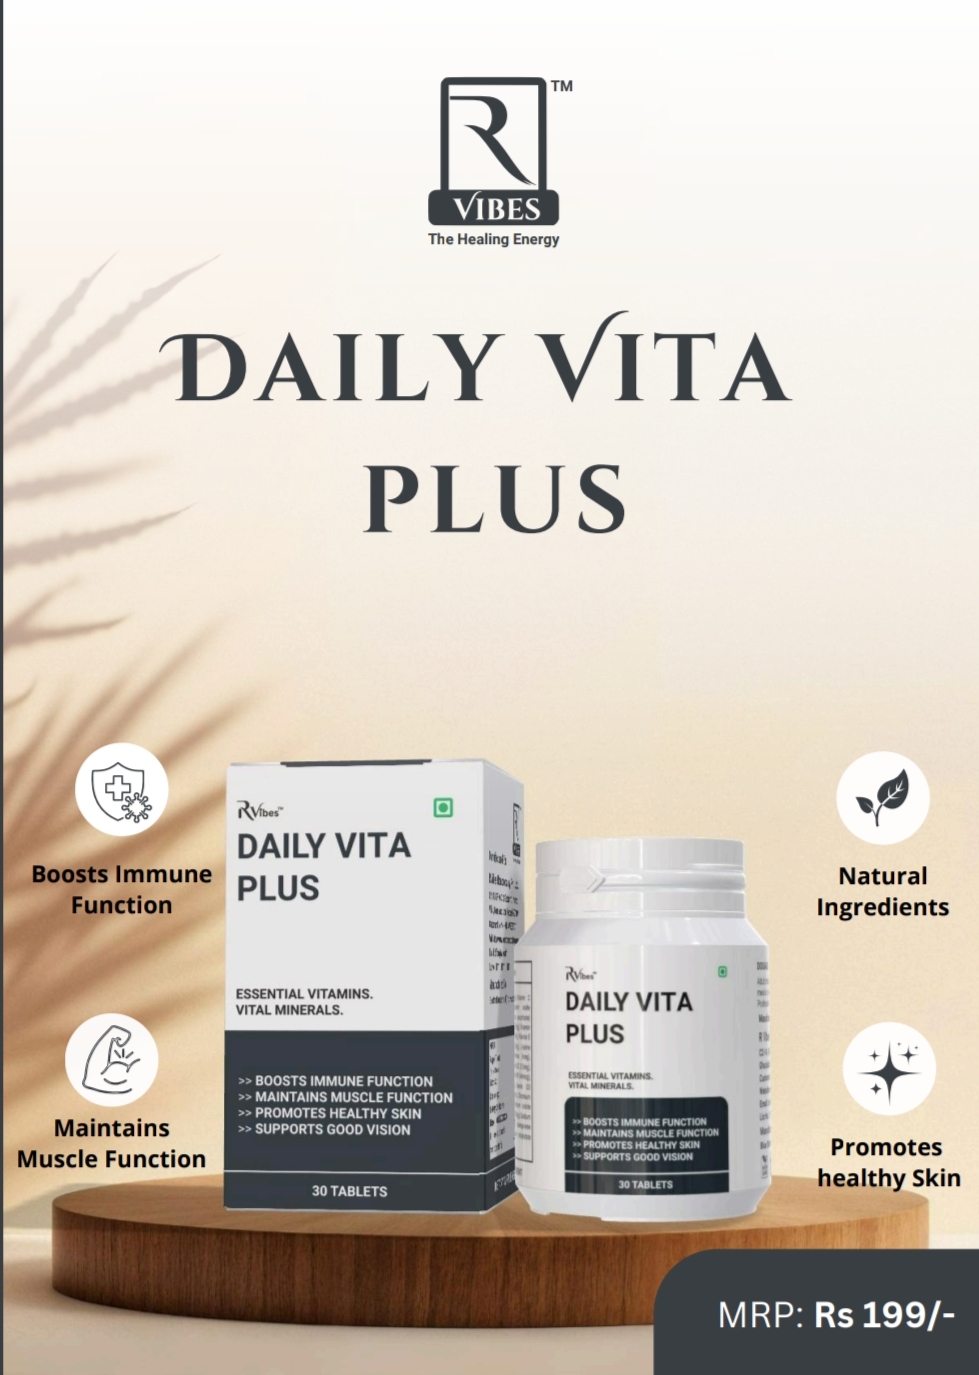 R
TM
VIBES
The Healing Energy
DAILY VITA
PLUS
Boosts Immune
Function
Maintains
Muscle Function
Natural
Ingredients
Promotes
healthy Skin
RVibes™
DAILY VITA
PLUS
ESSENTIAL VITAMINS.
VITAL MINERALS.
>> BOOSTS IMMUNE FUNCTION
>> MAINTAINS MUSCLE FUNCTION
>> PROMOTES HEALTHY SKIN
>> SUPPORTS GOOD VISION
30 TABLETS
RVibes™
DAILY VITA
PLUS
ESSENTIAL VITAMINS.
VITAL MINERALS.
>> BOOSTS IMMUNE FUNCTION
>> MAINTAINS MUSCLE FUNCTION
>> PROMOTES HEALTHY SKIN
>> SUPPORTS GOOD VISION
30 TABLETS
MRP: Rs 199/-